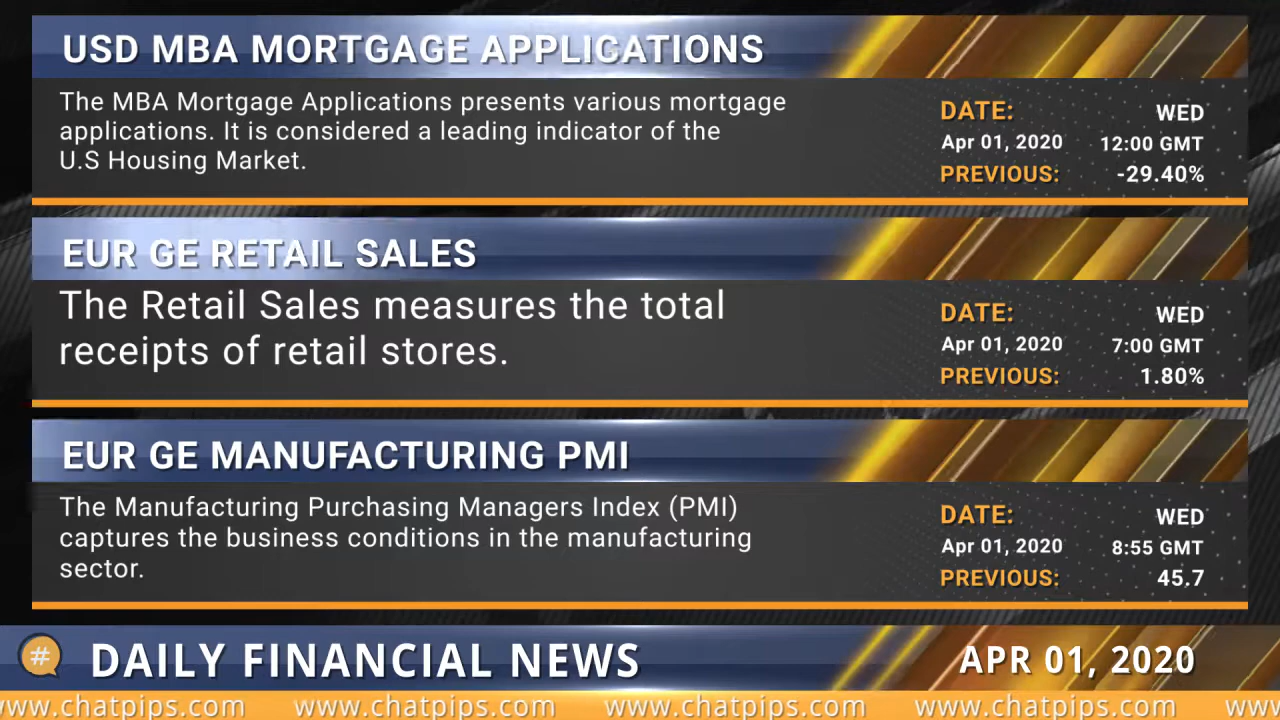 USD MBA MORTGAGE APPLICATIONS
The MBA Mortgage Applications presents various mortgage
applications. It is considered a leading indicator of the
U.S Housing Market.
DATE: WED
Apr 01, 2020 12:00 GMT
PREVIOUS: -29.40%
EUR GE RETAIL SALES
The Retail Sales measures the total
receipts of retail stores.
DATE: WED
Apr 01, 2020 7:00 GMT
PREVIOUS: 1.80%
EUR GE MANUFACTURING PMI
The Manufacturing Purchasing Managers Index (PMI)
captures the business conditions in the manufacturing
sector.
DATE: WED
Apr 01, 2020 8:55 GMT
PREVIOUS: 45.7
# DAILY FINANCIAL NEWS APR 01, 2020
www.chatpips.com www.chatpips.com www.chatpips.com www.chatpips.com www